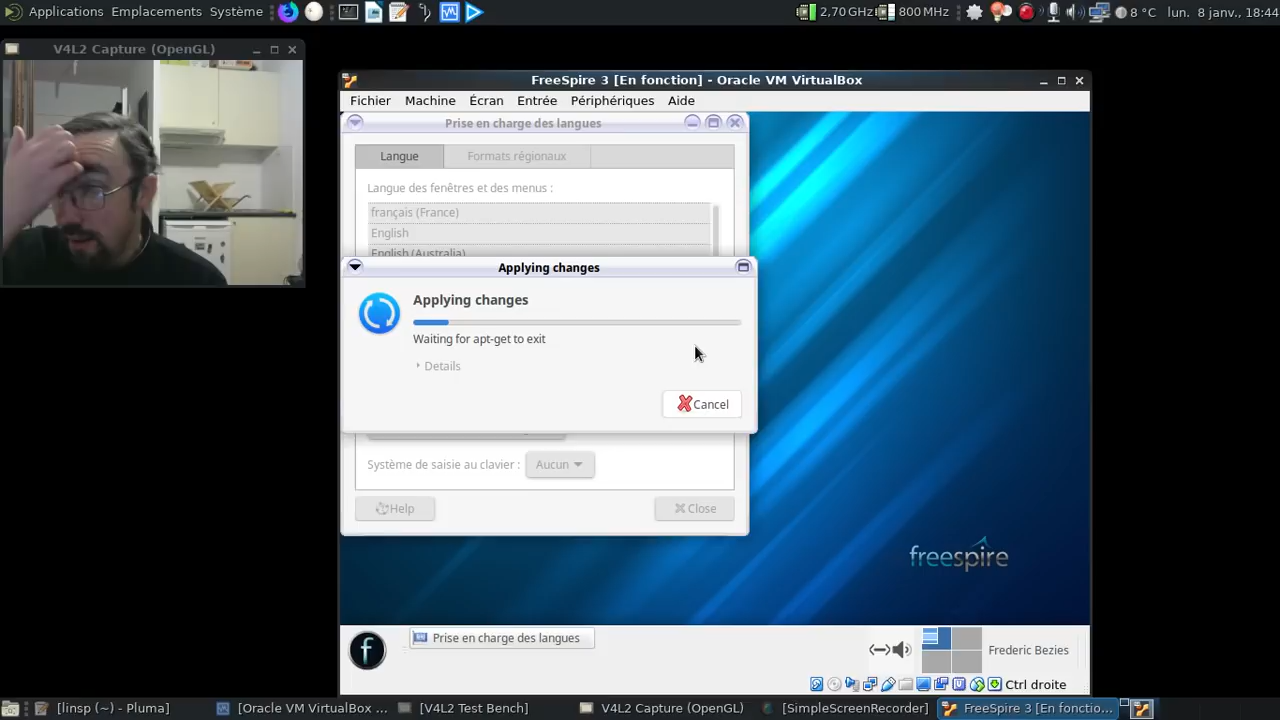 Applications Emplacements Système
2,70 GHz 800 MHz 8 °C lun. 8 janv., 18:44
V4L2 Capture (OpenGL)
FreeSpire 3 [En fonction] - Oracle VM VirtualBox
Fichier Machine Écran Entrée Périphériques Aide
Prise en charge des langues
Langue Formats régionaux
Langue des fenêtres et des menus :
français (France)
English
English (Australia)
Applying changes
Applying changes
Waiting for apt-get to exit
Details
Cancel
Système de saisie au clavier : Aucun
Help Close
freespire
f Prise en charge des langues Frederic Bezies
Ctrl droite
[linsp (~) - Pluma] [Oracle VM VirtualBox ... [V4L2 Test Bench] V4L2 Capture (OpenGL) [SimpleScreenRecorder] FreeSpire 3 [En fonctio...